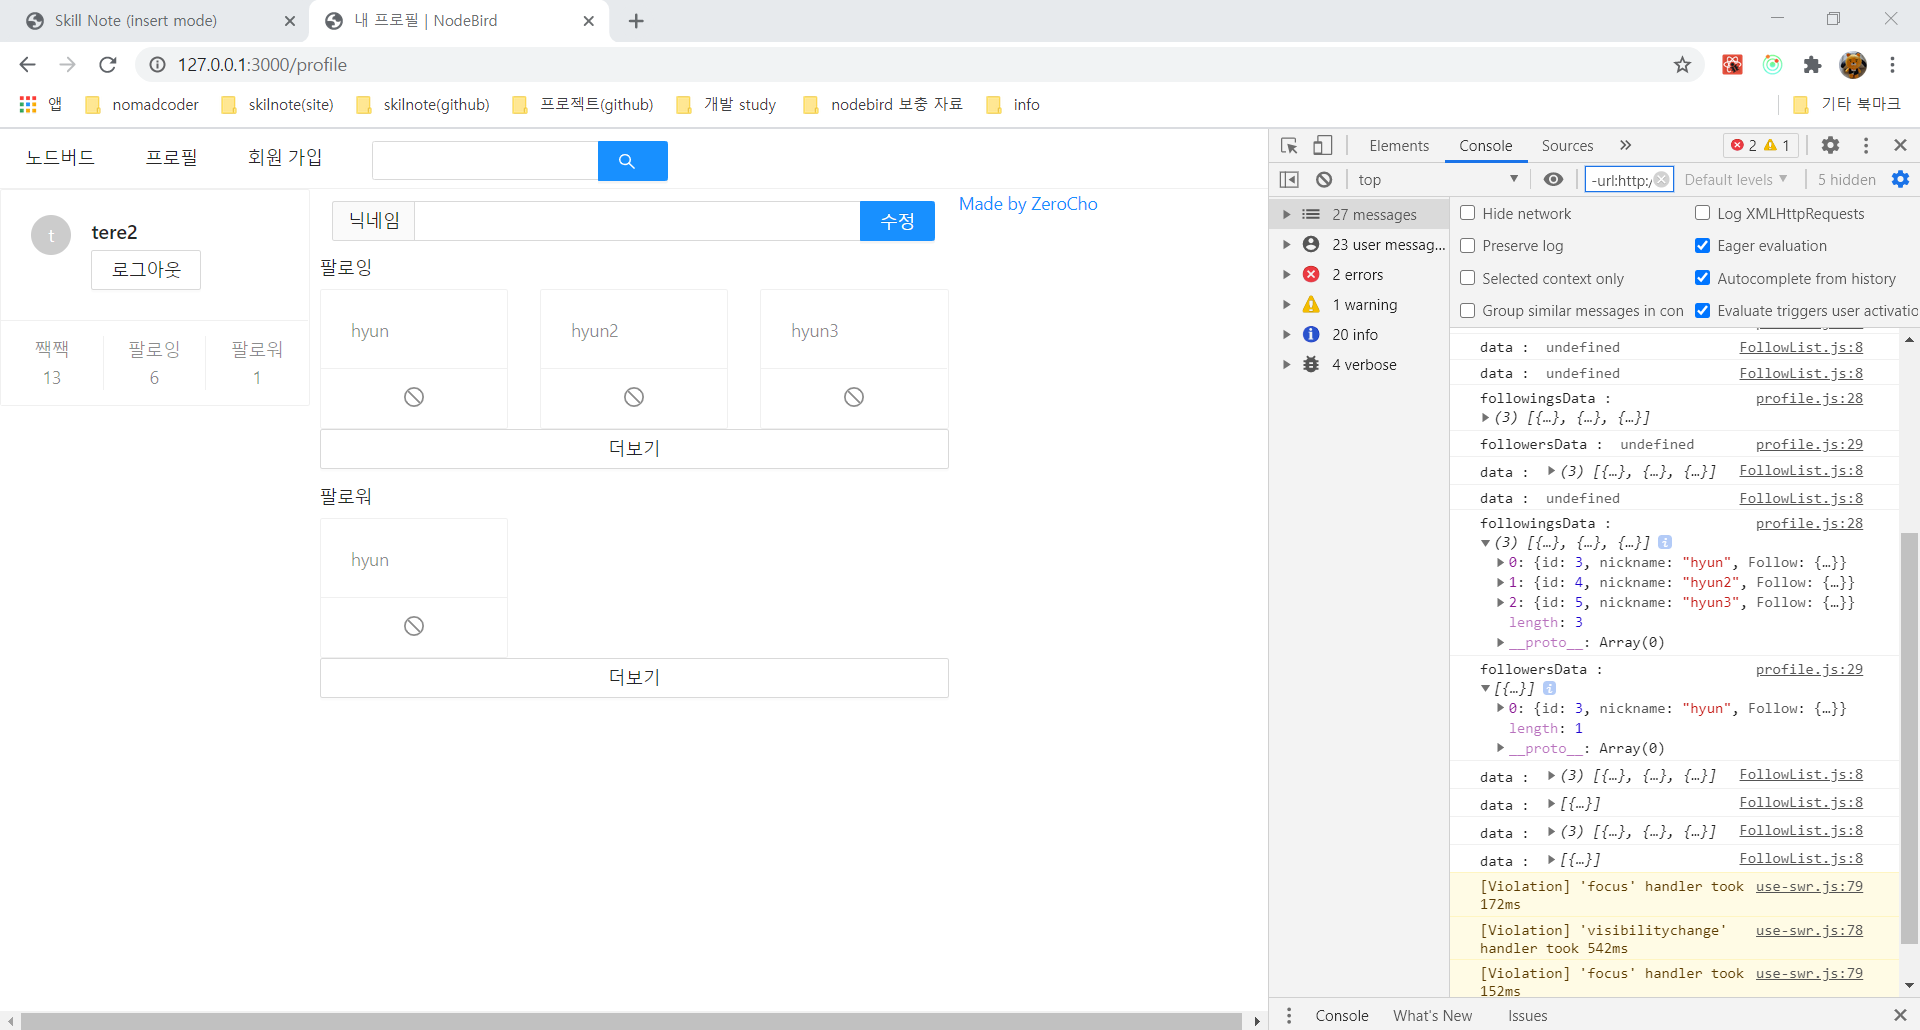 Skill Note (insert mode)
내 프로필 | NodeBird
127.0.0.1:3000/profile
앱
nomadcoder
skilnote(site)
skilnote(github)
프로젝트(github)
개발 study
nodebird 보충 자료
info
기타 북마크
노드버드
프로필
회원 가입
t
tere2
로그아웃
짹짹
13
팔로잉
6
팔로워
1
닉네임
수정
Made by ZeroCho
팔로잉
hyun
hyun2
hyun3
더보기
팔로워
hyun
더보기
Elements
Console
Sources
2
1
top
-url:http:/
Default levels
5 hidden
27 messages
23 user messag...
2 errors
1 warning
20 info
4 verbose
Hide network
Log XMLHttpRequests
Preserve log
Eager evaluation
Selected context only
Autocomplete from history
Group similar messages in con
Evaluate triggers user activatio
data : undefined FollowList.js:8
data : undefined FollowList.js:8
followingsData : profile.js:28
(3) [{…}, {…}, {…}]
followersData : undefined profile.js:29
data : (3) [{…}, {…}, {…}] FollowList.js:8
data : undefined FollowList.js:8
followingsData : profile.js:28
(3) [{…}, {…}, {…}] i
0: {id: 3, nickname: "hyun", Follow: {…}}
1: {id: 4, nickname: "hyun2", Follow: {…}}
2: {id: 5, nickname: "hyun3", Follow: {…}}
length: 3
__proto__: Array(0)
followersData : profile.js:29
[{…}] i
0: {id: 3, nickname: "hyun", Follow: {…}}
length: 1
__proto__: Array(0)
data : (3) [{…}, {…}, {…}] FollowList.js:8
data : [{…}] FollowList.js:8
data : (3) [{…}, {…}, {…}] FollowList.js:8
data : [{…}] FollowList.js:8
[Violation] 'focus' handler took use-swr.js:79
172ms
[Violation] 'visibilitychange' use-swr.js:78
handler took 542ms
[Violation] 'focus' handler took use-swr.js:79
152ms
Console
What's New
Issues